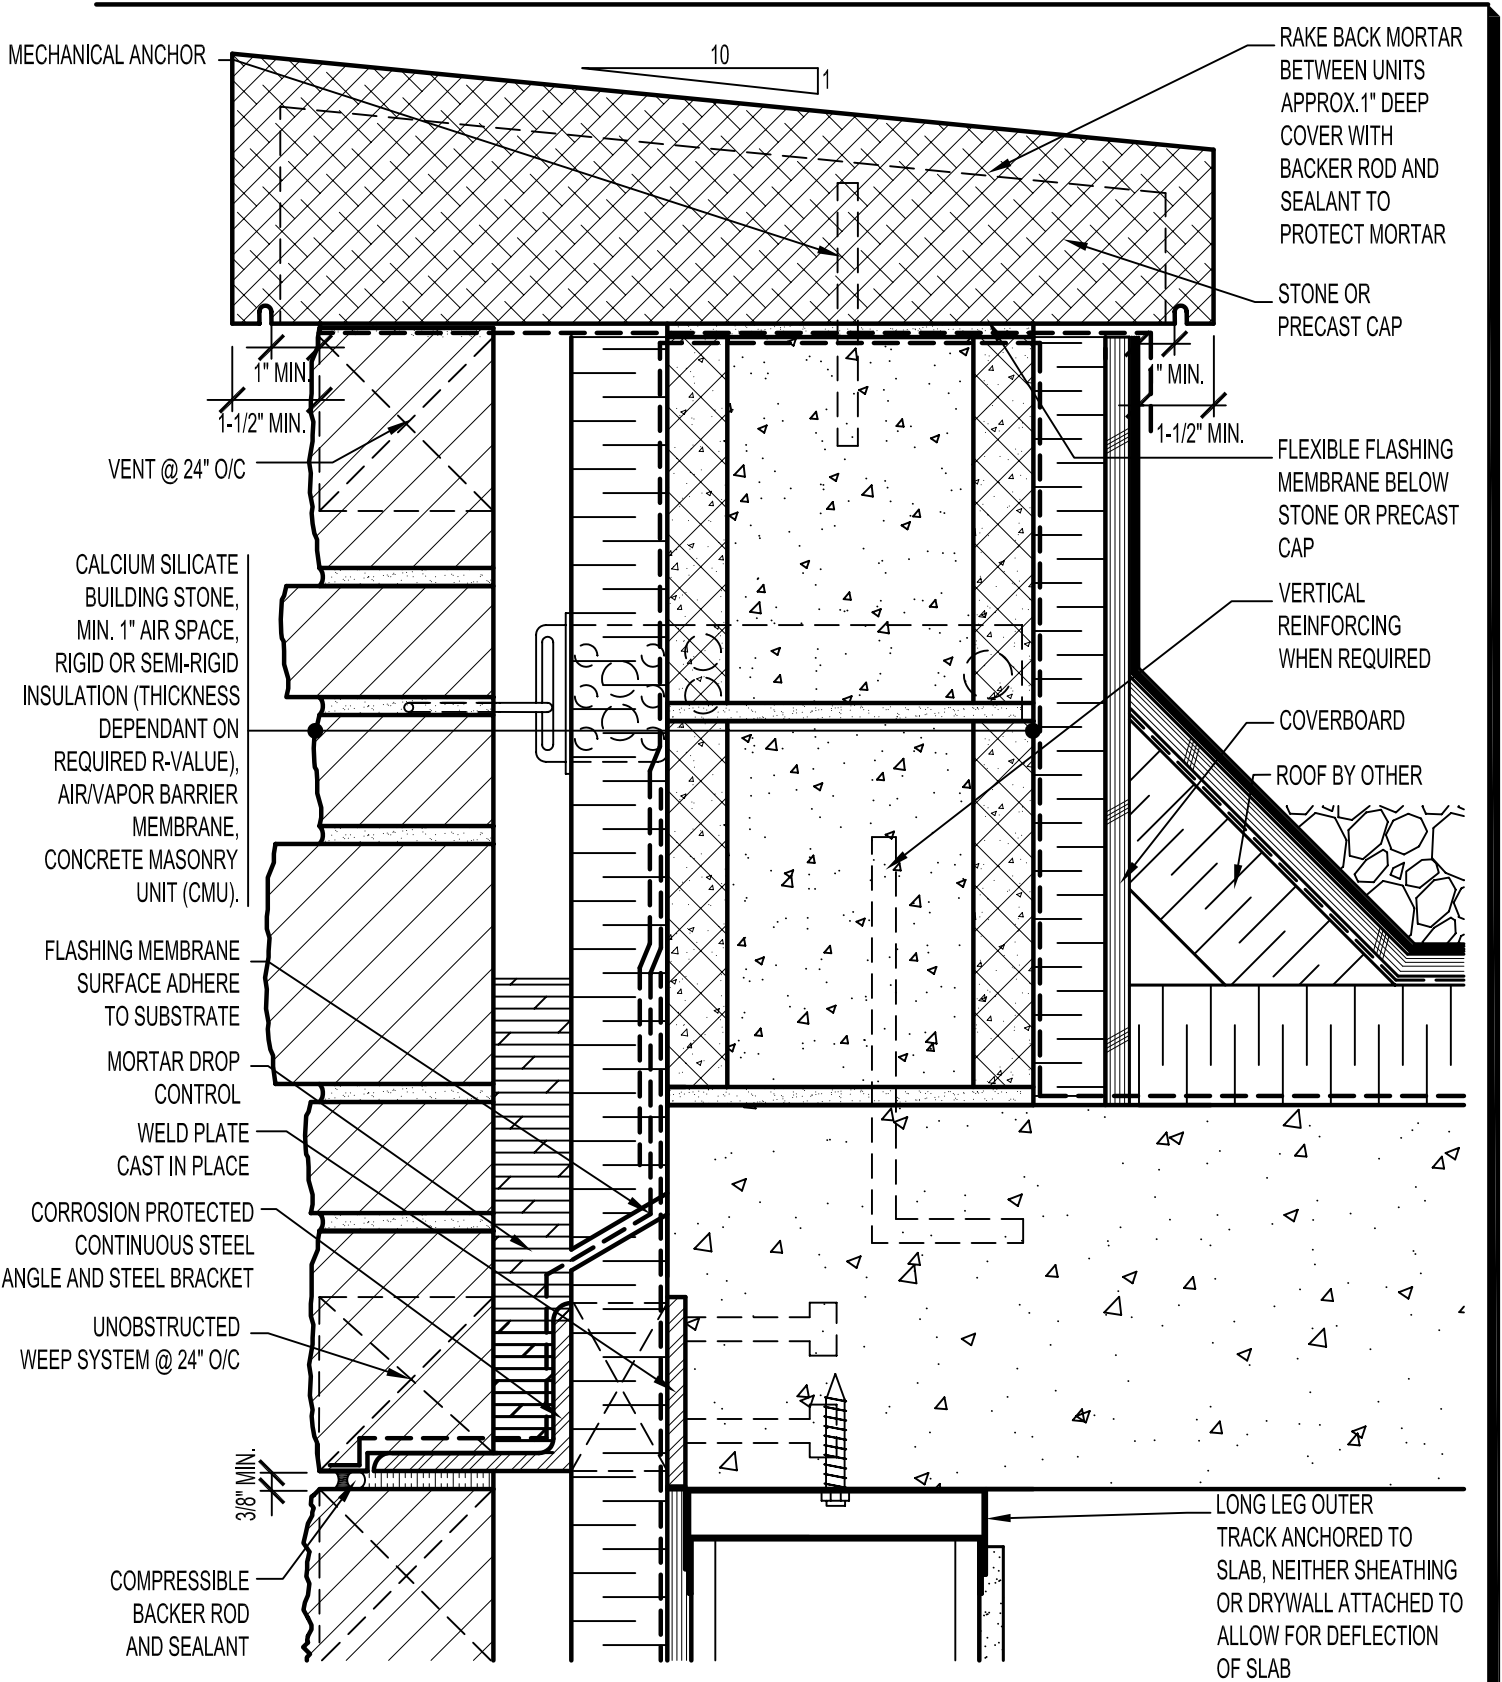 MECHANICAL ANCHOR
10
1
RAKE BACK MORTAR
BETWEEN UNITS
APPROX.1" DEEP
COVER WITH
BACKER ROD AND
SEALANT TO
PROTECT MORTAR
STONE OR
PRECAST CAP
1" MIN.
1-1/2" MIN.
" MIN.
1-1/2" MIN.
VENT @ 24" O/C
FLEXIBLE FLASHING
MEMBRANE BELOW
STONE OR PRECAST
CAP
CALCIUM SILICATE
BUILDING STONE,
MIN. 1" AIR SPACE,
RIGID OR SEMI-RIGID
INSULATION (THICKNESS
DEPENDANT ON
REQUIRED R-VALUE),
AIR/VAPOR BARRIER
MEMBRANE,
CONCRETE MASONRY
UNIT (CMU).
VERTICAL
REINFORCING
WHEN REQUIRED
COVERBOARD
ROOF BY OTHER
FLASHING MEMBRANE
SURFACE ADHERE
TO SUBSTRATE
MORTAR DROP
CONTROL
WELD PLATE
CAST IN PLACE
CORROSION PROTECTED
CONTINUOUS STEEL
ANGLE AND STEEL BRACKET
UNOBSTRUCTED
WEEP SYSTEM @ 24" O/C
3/8" MIN.
COMPRESSIBLE
BACKER ROD
AND SEALANT
LONG LEG OUTER
TRACK ANCHORED TO
SLAB, NEITHER SHEATHING
OR DRYWALL ATTACHED TO
ALLOW FOR DEFLECTION
OF SLAB